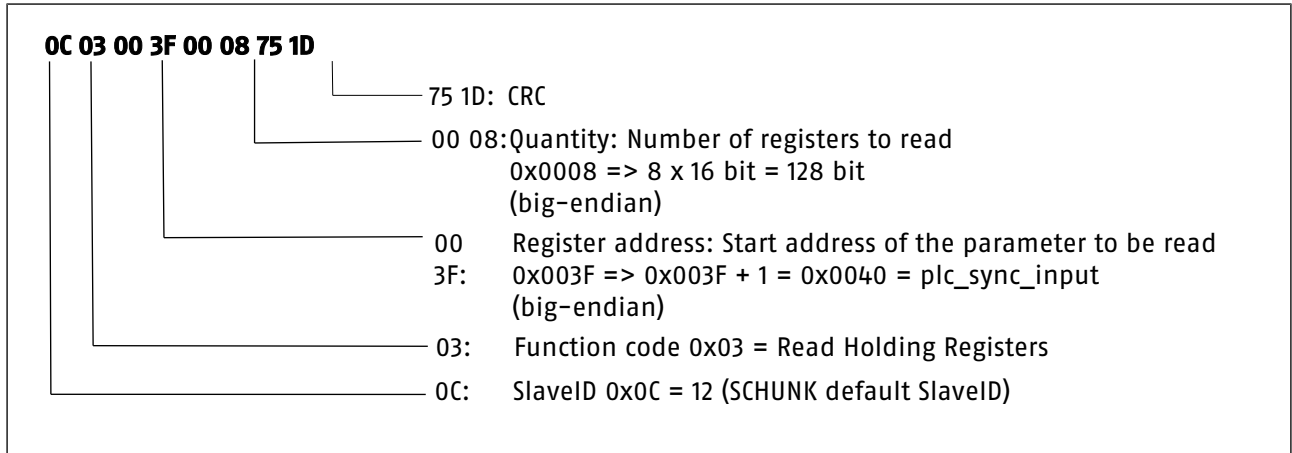 0C 03 00 3F 00 08 75 1D
75 1D: CRC
00 08:Quantity: Number of registers to read
0x0008 => 8 x 16 bit = 128 bit
(big-endian)
00 Register address: Start address of the parameter to be read
3F: 0x003F => 0x003F + 1 = 0x0040 = plc_sync_input
(big-endian)
03: Function code 0x03 = Read Holding Registers
0C: SlaveID 0x0C = 12 (SCHUNK default SlaveID)